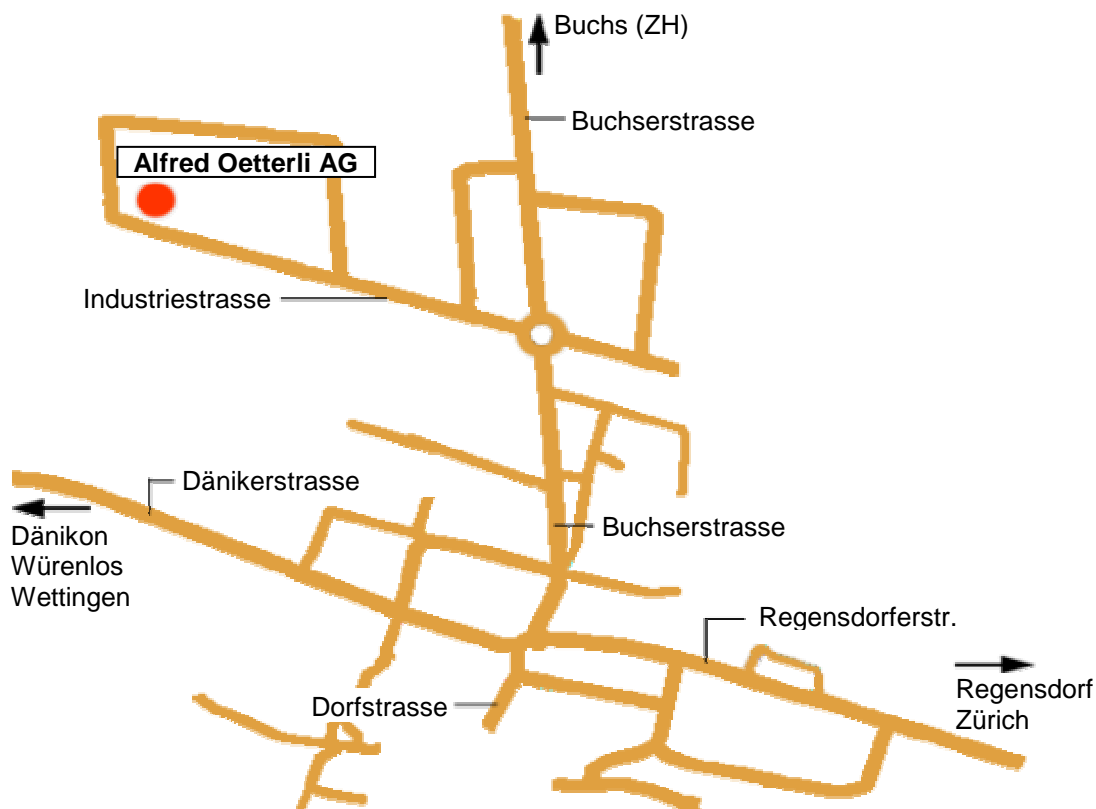 Buchs (ZH)
Buchserstrasse
Alfred Oetterli AG
Industriestrasse
Dänikerstrasse
Buchserstrasse
Dänikon
Würenlos
Wettingen
Regensdorferstr.
Dorfstrasse
Regensdorf
Zürich